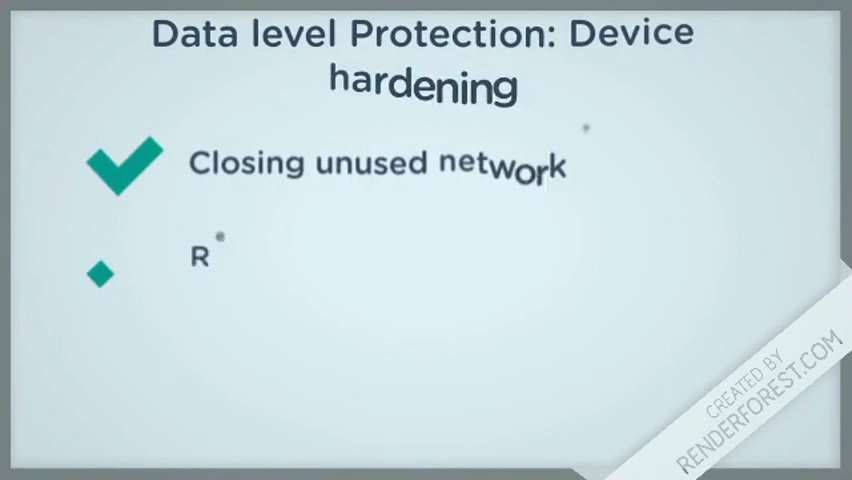 Data level Protection: Device
hardening
Closing unused network
R
CREATED BY
RENDERFOREST.COM